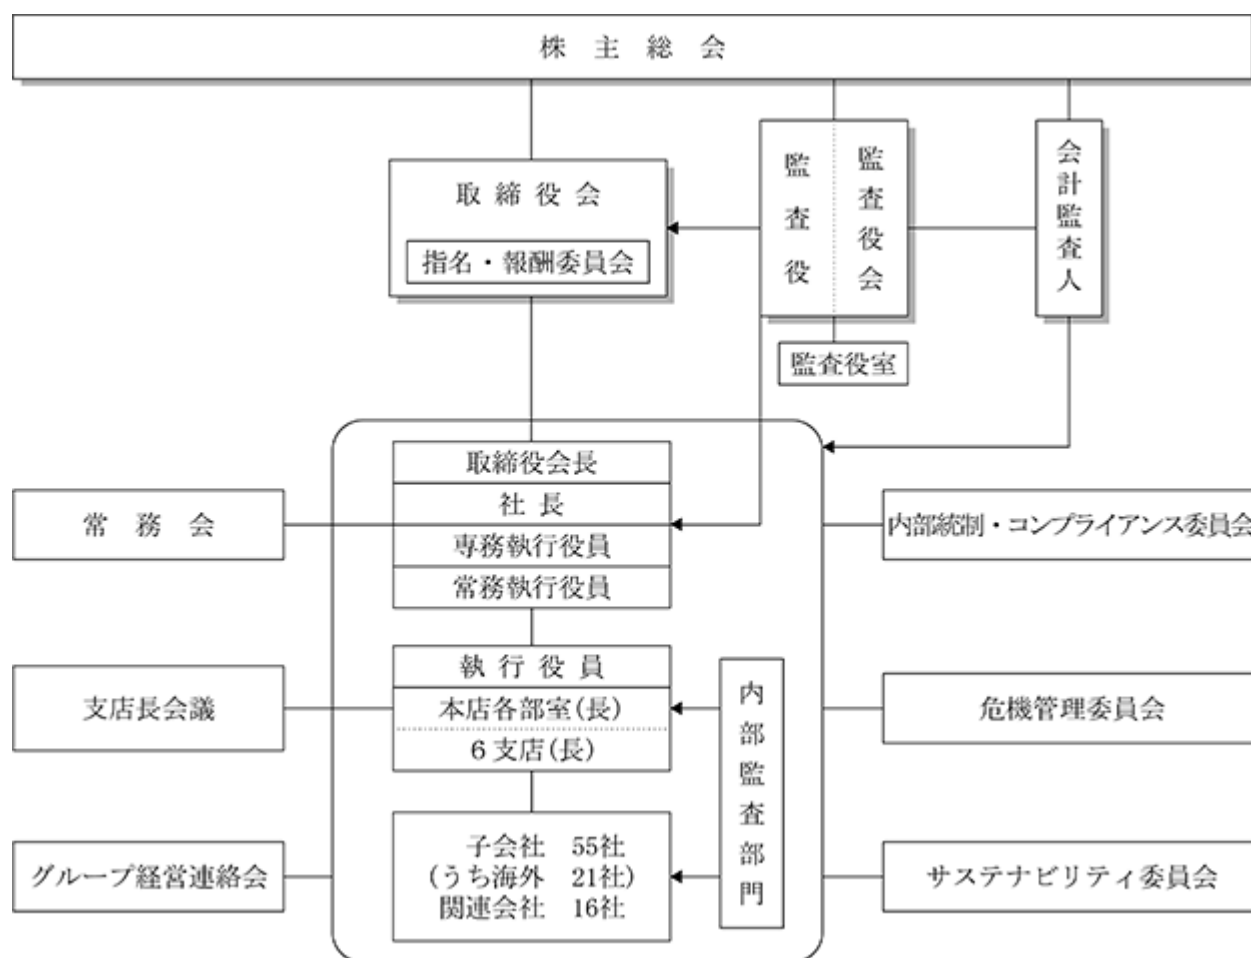 株主総会
取締役会
指名・報酬委員会
監査役
監査役会
会計監査人
監査役室
取締役会長
社長
専務執行役員
常務執行役員
常務会
内部統制・コンプライアンス委員会
執行役員
本店各部室(長)
6支店(長)
支店長会議
内部監査部門
危機管理委員会
子会社 55社
(うち海外 21社)
関連会社 16社
グループ経営連絡会
サステナビリティ委員会